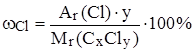 ωCl = Ar(Cl) · y / Mr(CxCly) · 100%